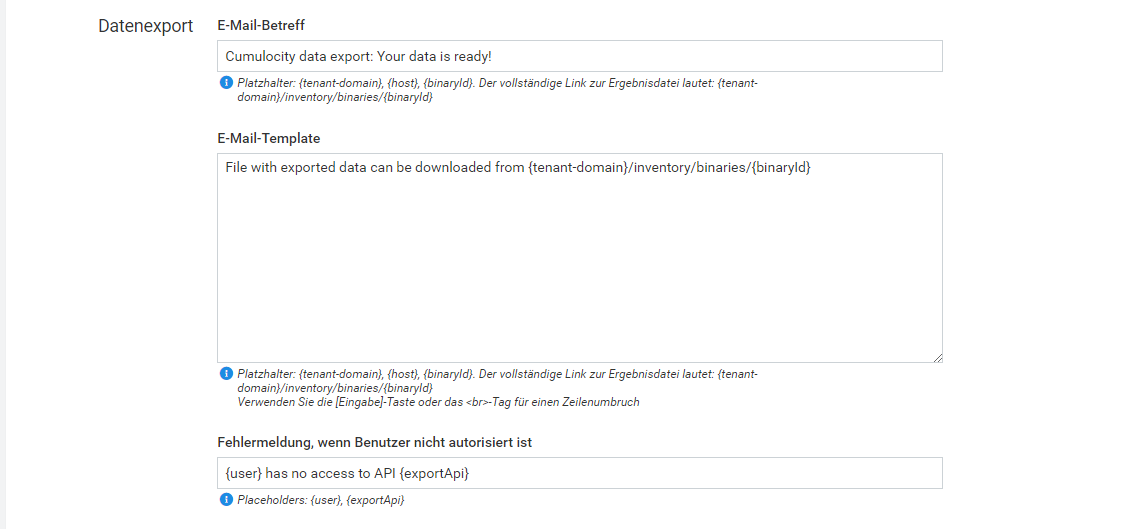 Datenexport
E-Mail-Betreff
Cumulocity data export: Your data is ready!
Platzhalter: {tenant-domain}, {host}, {binaryId}. Der vollständige Link zur Ergebnisdatei lautet: {tenant-
domain}/inventory/binaries/{binaryId}
E-Mail-Template
File with exported data can be downloaded from {tenant-domain}/inventory/binaries/{binaryId}
Platzhalter: {tenant-domain}, {host}, {binaryId}. Der vollständige Link zur Ergebnisdatei lautet: {tenant-
domain}/inventory/binaries/{binaryId}
Verwenden Sie die [Eingabe]-Taste oder das <br>-Tag für einen Zeilenumbruch
Fehlermeldung, wenn Benutzer nicht autorisiert ist
{user} has no access to API {exportApi}
Placeholders: {user}, {exportApi}